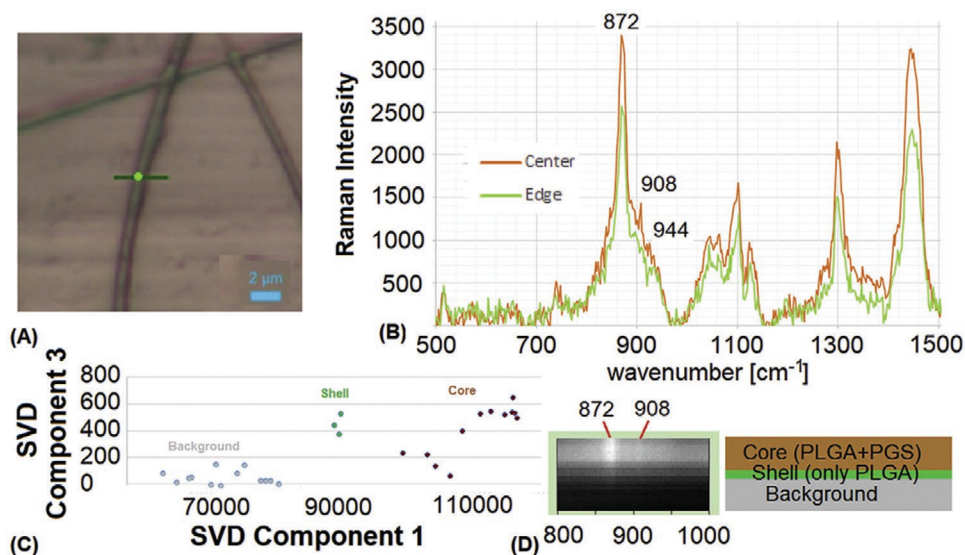 2 μm
(A)
872
3500
3000
2500
2000
1500
1000
500
0
Raman Intensity
Center
Edge
908
944
500 700 900 1100 1300 1500
wavenumber [cm-1]
(B)
SVD
Component 3
800
600
400
200
0
Background
Shell
Core
70000 90000 110000
SVD Component 1
(C)
872 908
800 900 1000
(D)
Core (PLGA+PGS)
Shell (only PLGA)
Background